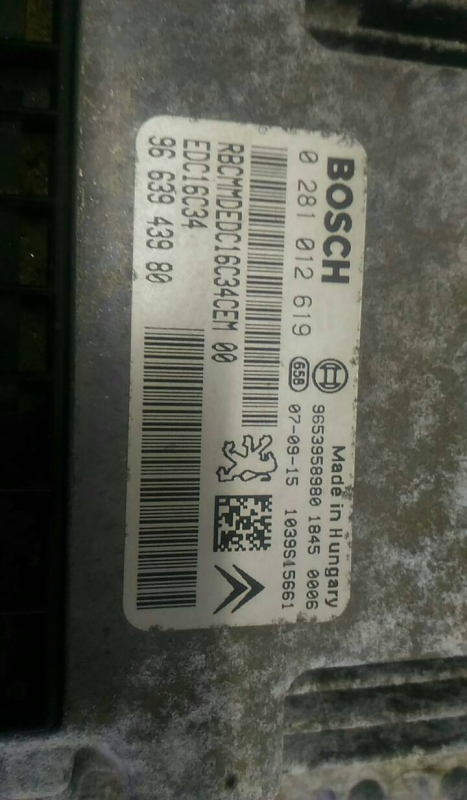 BOSCH
Made in Hungary
0 281 012 619
9653958980 1845 0006
658
07-09-15 1039S45661
RBCMMDEDC16C34CEM 00
EDC16C34
96 639 439 80